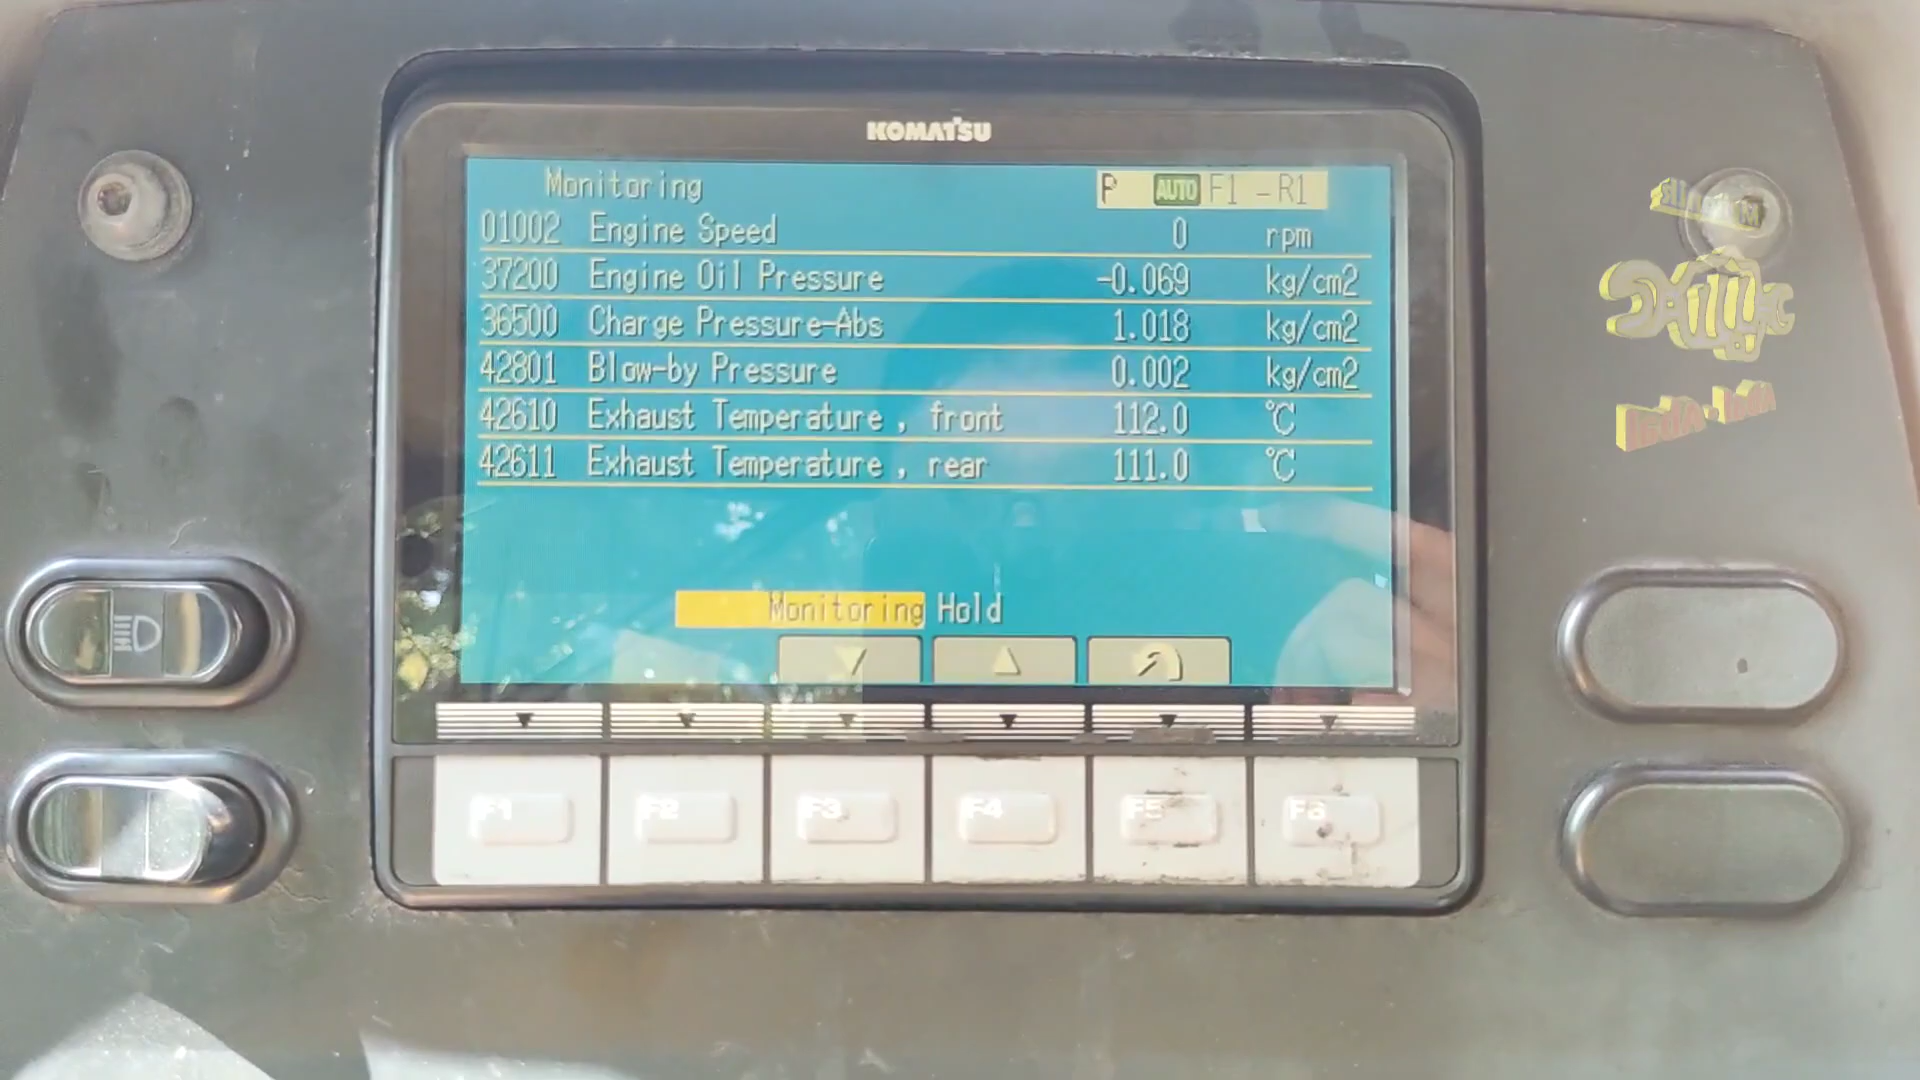 KOMATSU
Monitoring
P AUTO F1 - R1
01002 Engine Speed 0 rpm
37200 Engine Oil Pressure -0.069 kg/cm2
36500 Charge Pressure-Abs 1.018 kg/cm2
42801 Blow-by Pressure 0.002 kg/cm2
42610 Exhaust Temperature , front 112.0 ℃
42611 Exhaust Temperature , rear 111.0 ℃
Monitoring Hold
F1 F2 F3 F4 F5 F6